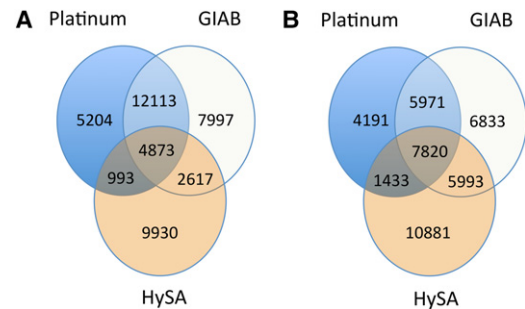 A Platinum GIAB
5204 12113 7997
4873
993 2617
9930
HySA
B Platinum GIAB
4191 5971 6833
7820
1433 5993
10881
HySA